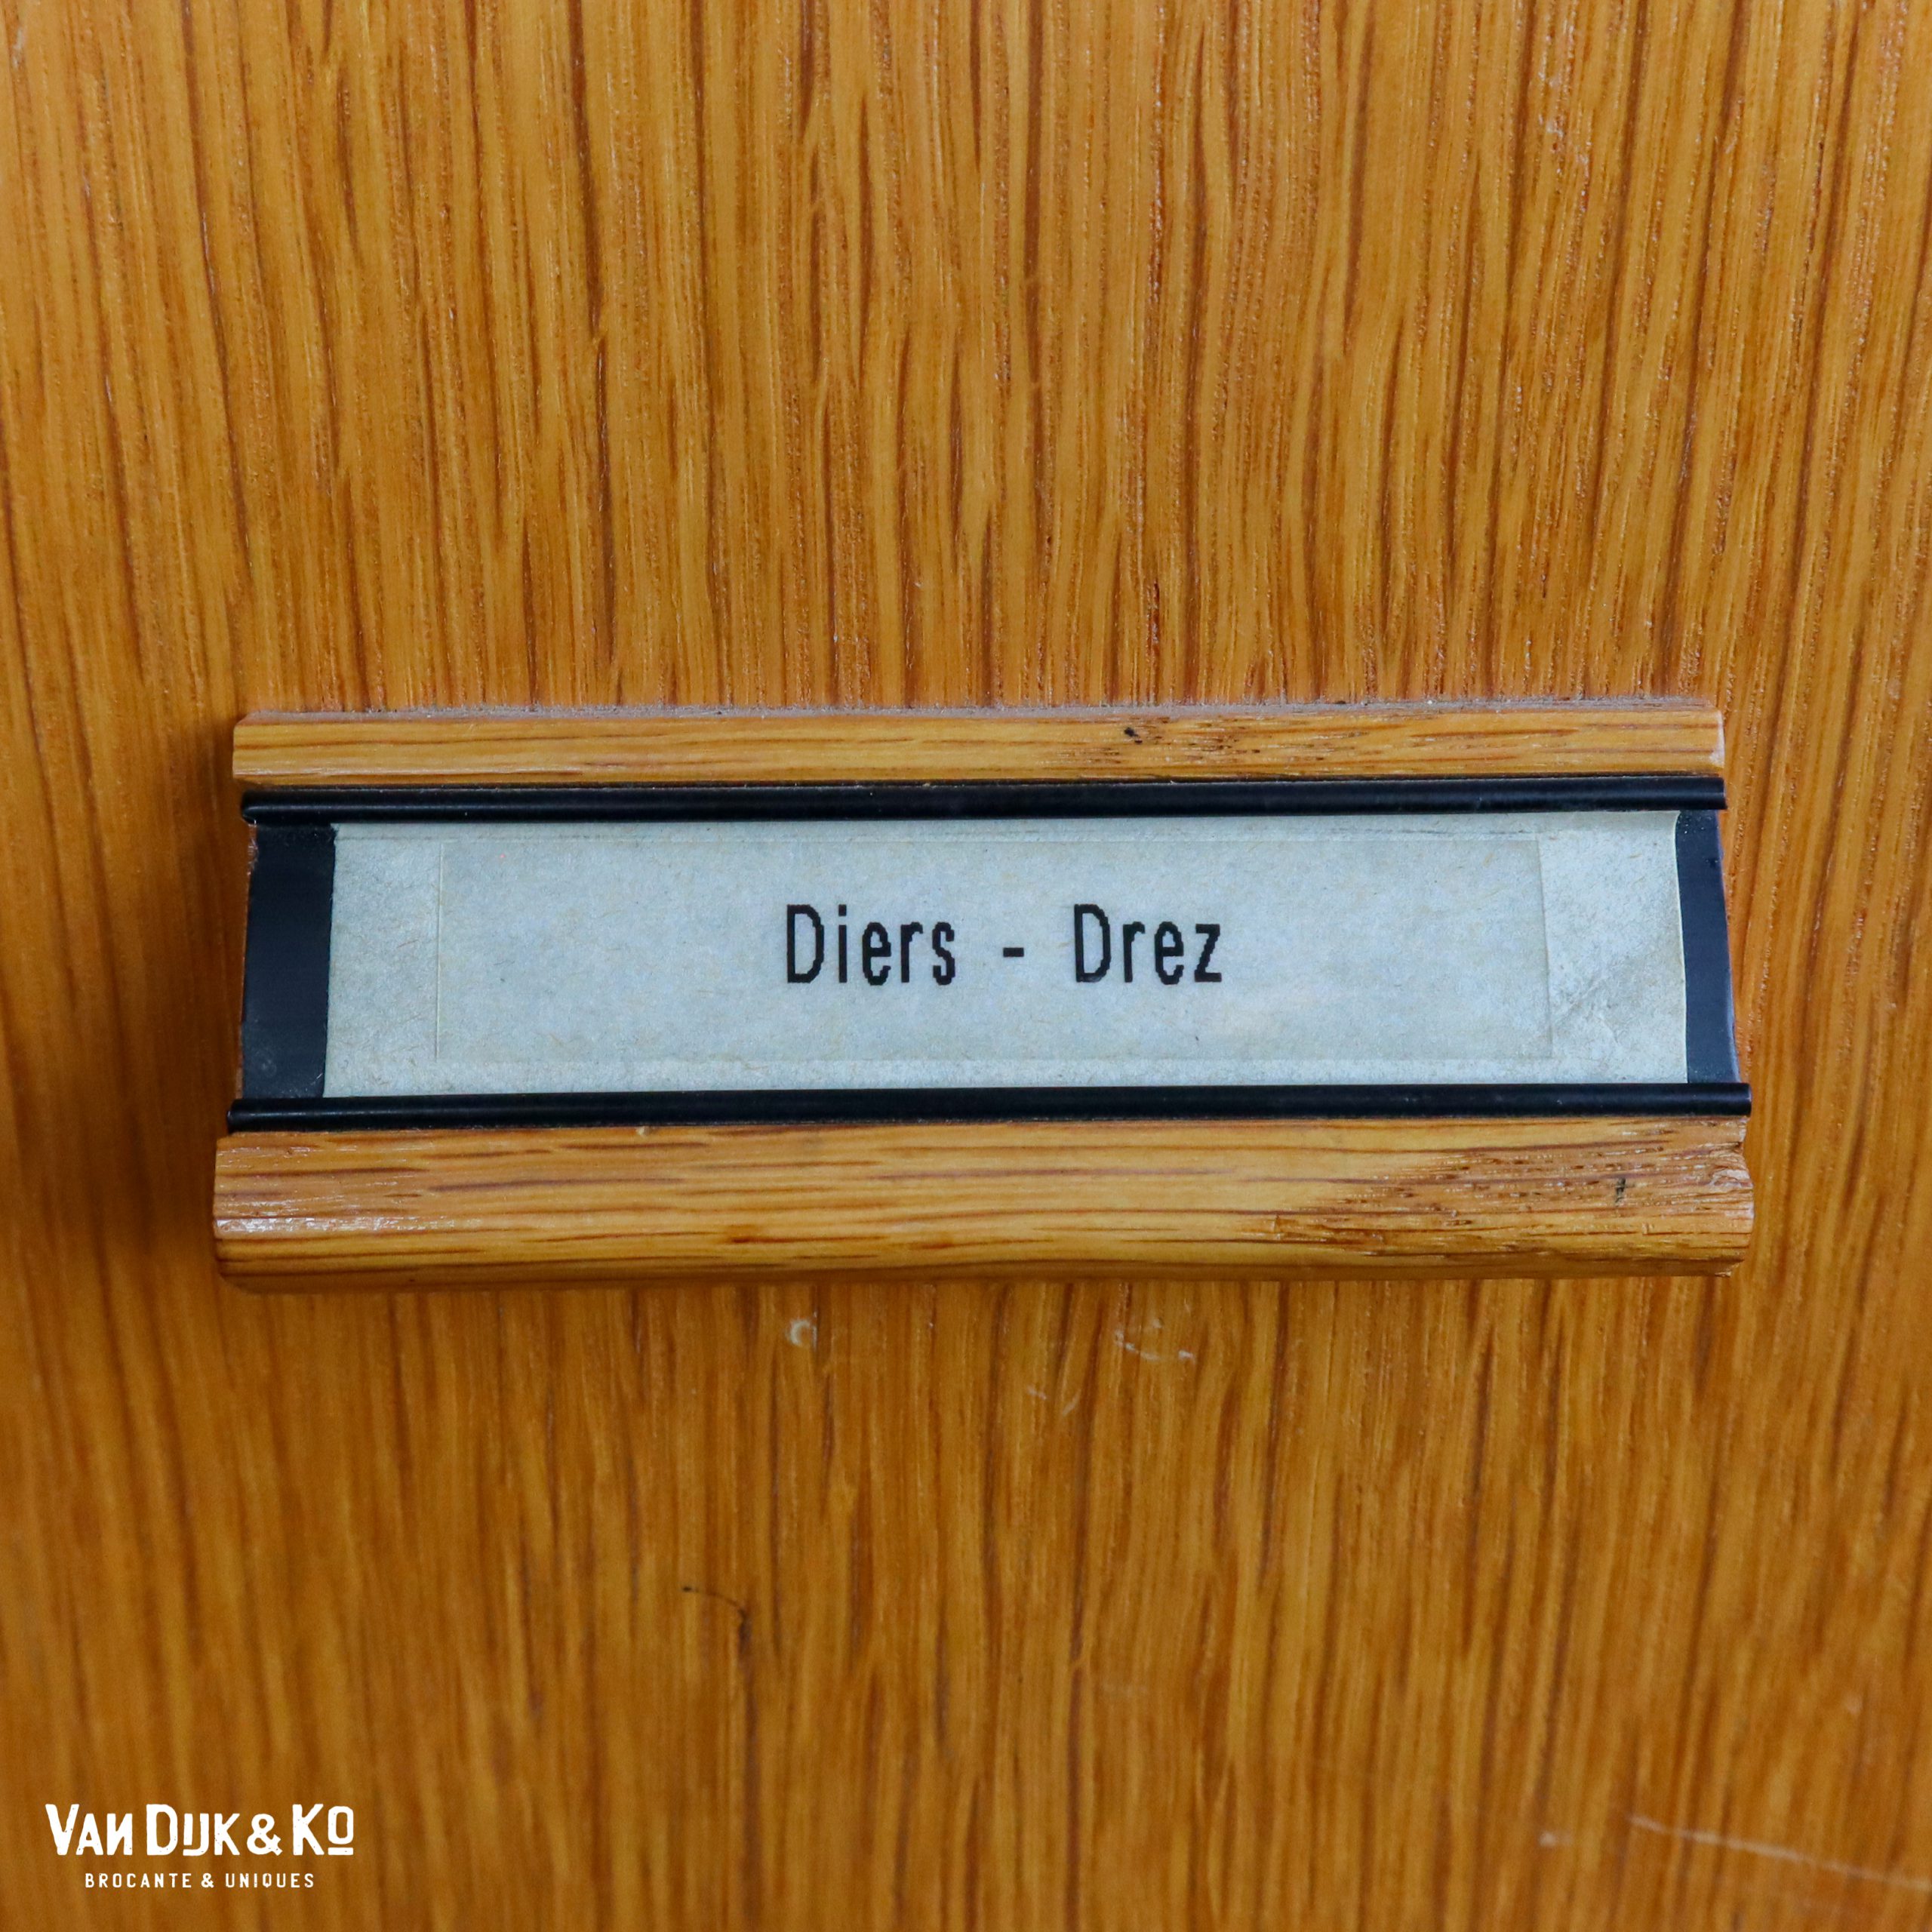 Diers - Drez
VAN DIJK & KO
BROCANTE & UNIQUES